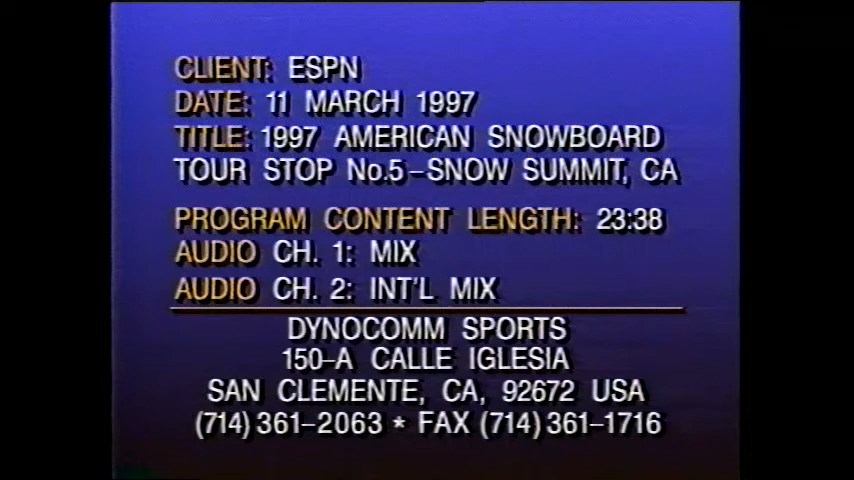 CLIENT: ESPN
DATE: 11 MARCH 1997
TITLE: 1997 AMERICAN SNOWBOARD
TOUR STOP No.5-SNOW SUMMIT, CA
PROGRAM CONTENT LENGTH: 23:38
AUDIO CH. 1: MIX
AUDIO CH. 2: INT'L MIX
DYNOCOMM SPORTS
150-A CALLE IGLESIA
SAN CLEMENTE, CA, 92672 USA
(714) 361-2063 * FAX (714) 361-1716